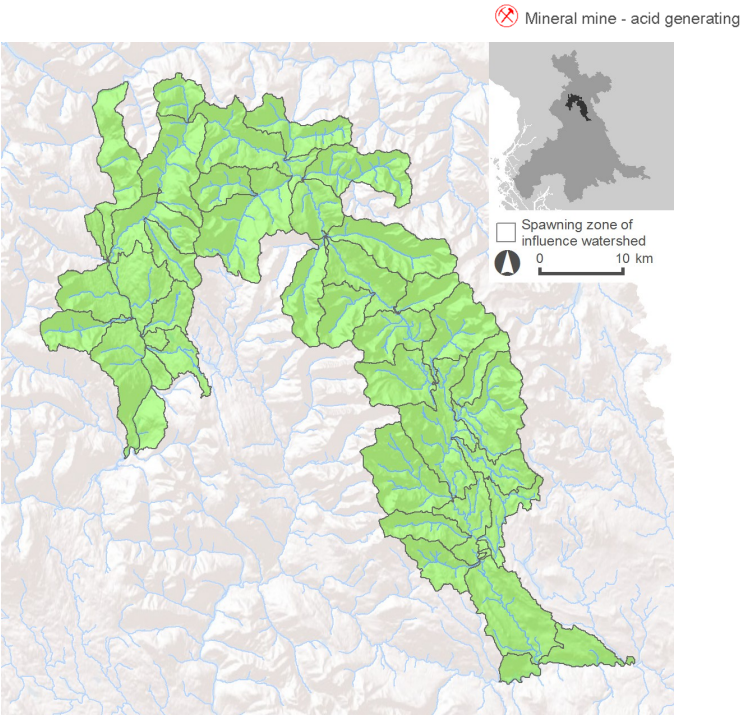 Mineral mine - acid generating
Spawning zone of
influence watershed
0 10 km